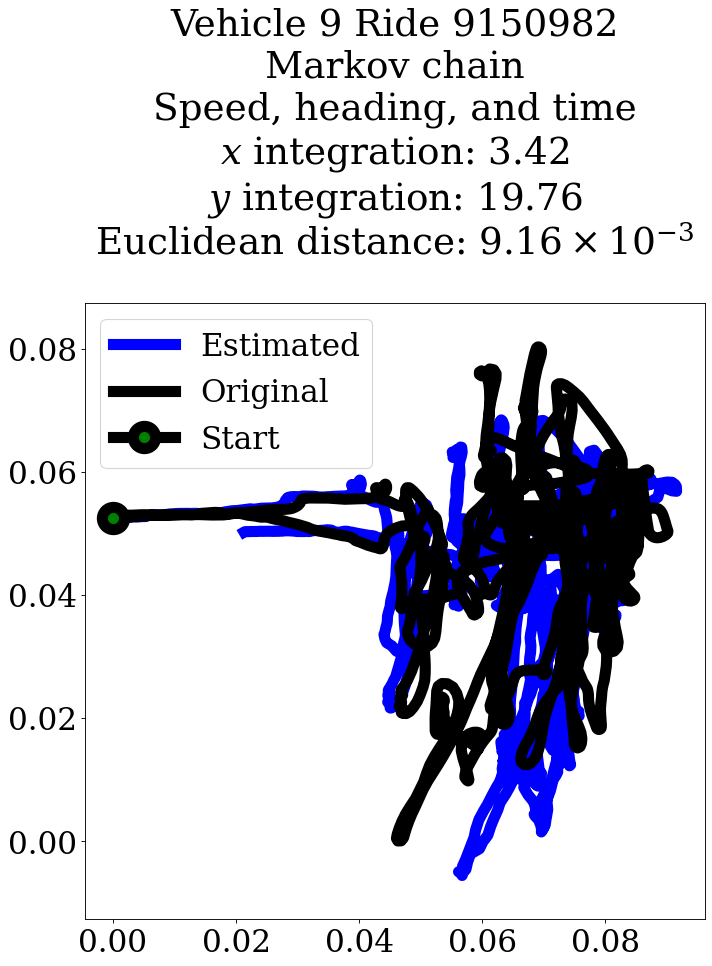 Vehicle 9 Ride 9150982
Markov chain
Speed, heading, and time
x integration: 3.42
y integration: 19.76
Euclidean distance: 9.16 × 10⁻³
Estimated
Original
Start
0.08
0.06
0.04
0.02
0.00
0.00 0.02 0.04 0.06 0.08